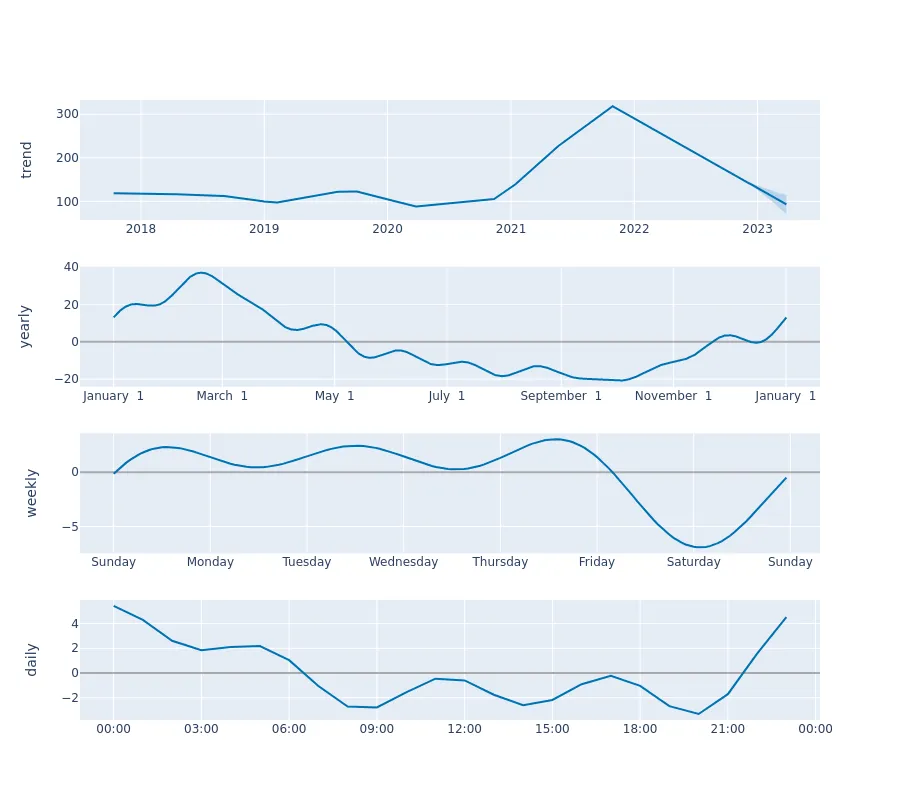 trend
300
200
100
2018 2019 2020 2021 2022 2023
yearly
40
20
0
−20
January 1 March 1 May 1 July 1 September 1 November 1 January 1
weekly
0
−5
Sunday Monday Tuesday Wednesday Thursday Friday Saturday Sunday
daily
4
2
0
−2
00:00 03:00 06:00 09:00 12:00 15:00 18:00 21:00 00:00